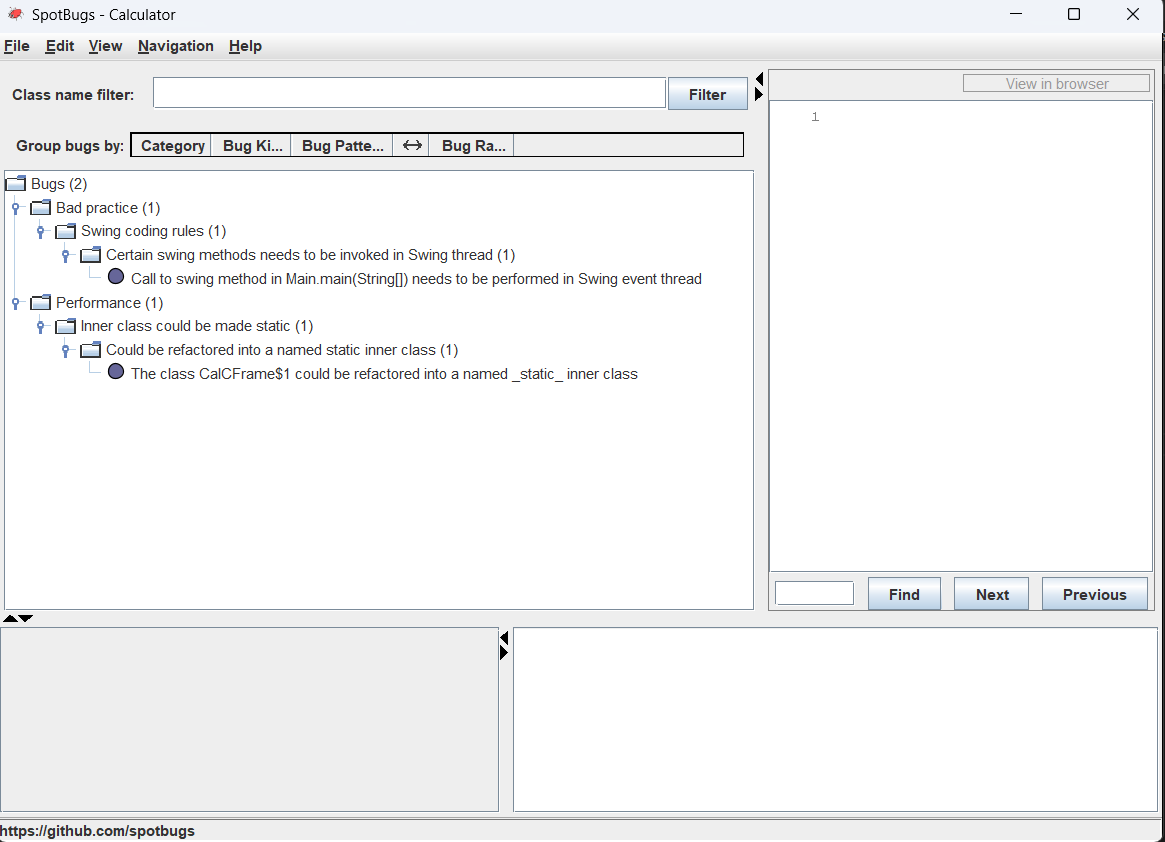 SpotBugs - Calculator
File Edit View Navigation Help
Class name filter: Filter
Group bugs by: Category Bug Ki... Bug Patte... Bug Ra...
Bugs (2)
Bad practice (1)
Swing coding rules (1)
Certain swing methods needs to be invoked in Swing thread (1)
Call to swing method in Main.main(String[]) needs to be performed in Swing event thread
Performance (1)
Inner class could be made static (1)
Could be refactored into a named static inner class (1)
The class CalCFrame$1 could be refactored into a named _static_ inner class
View in browser
1
Find Next Previous
https://github.com/spotbugs